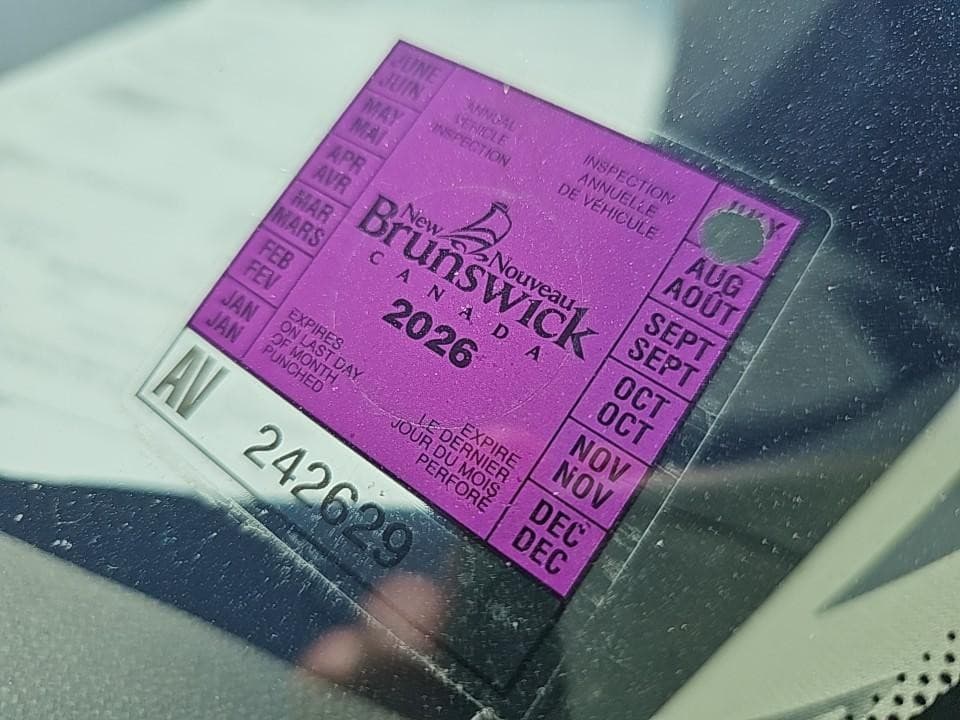 JUNE
JUIN
MAY
MAI
APR
AVR
MAR
MARS
FEB
FEV
JAN
JAN
ANNUAL
VEHICLE
INSPECTION
INSPECTION
ANNUELLE
DE VÉHICULE
New Nouveau
Brunswick
CANADA
2026
EXPIRES
ON LAST DAY
OF MONTH
PUNCHED
EXPIRE
LE DERNIER
JOUR DU MOIS
PERFORÉ
AUG
AOÛT
SEPT
SEPT
OCT
OCT
NOV
NOV
DEC
DEC
AV
242629